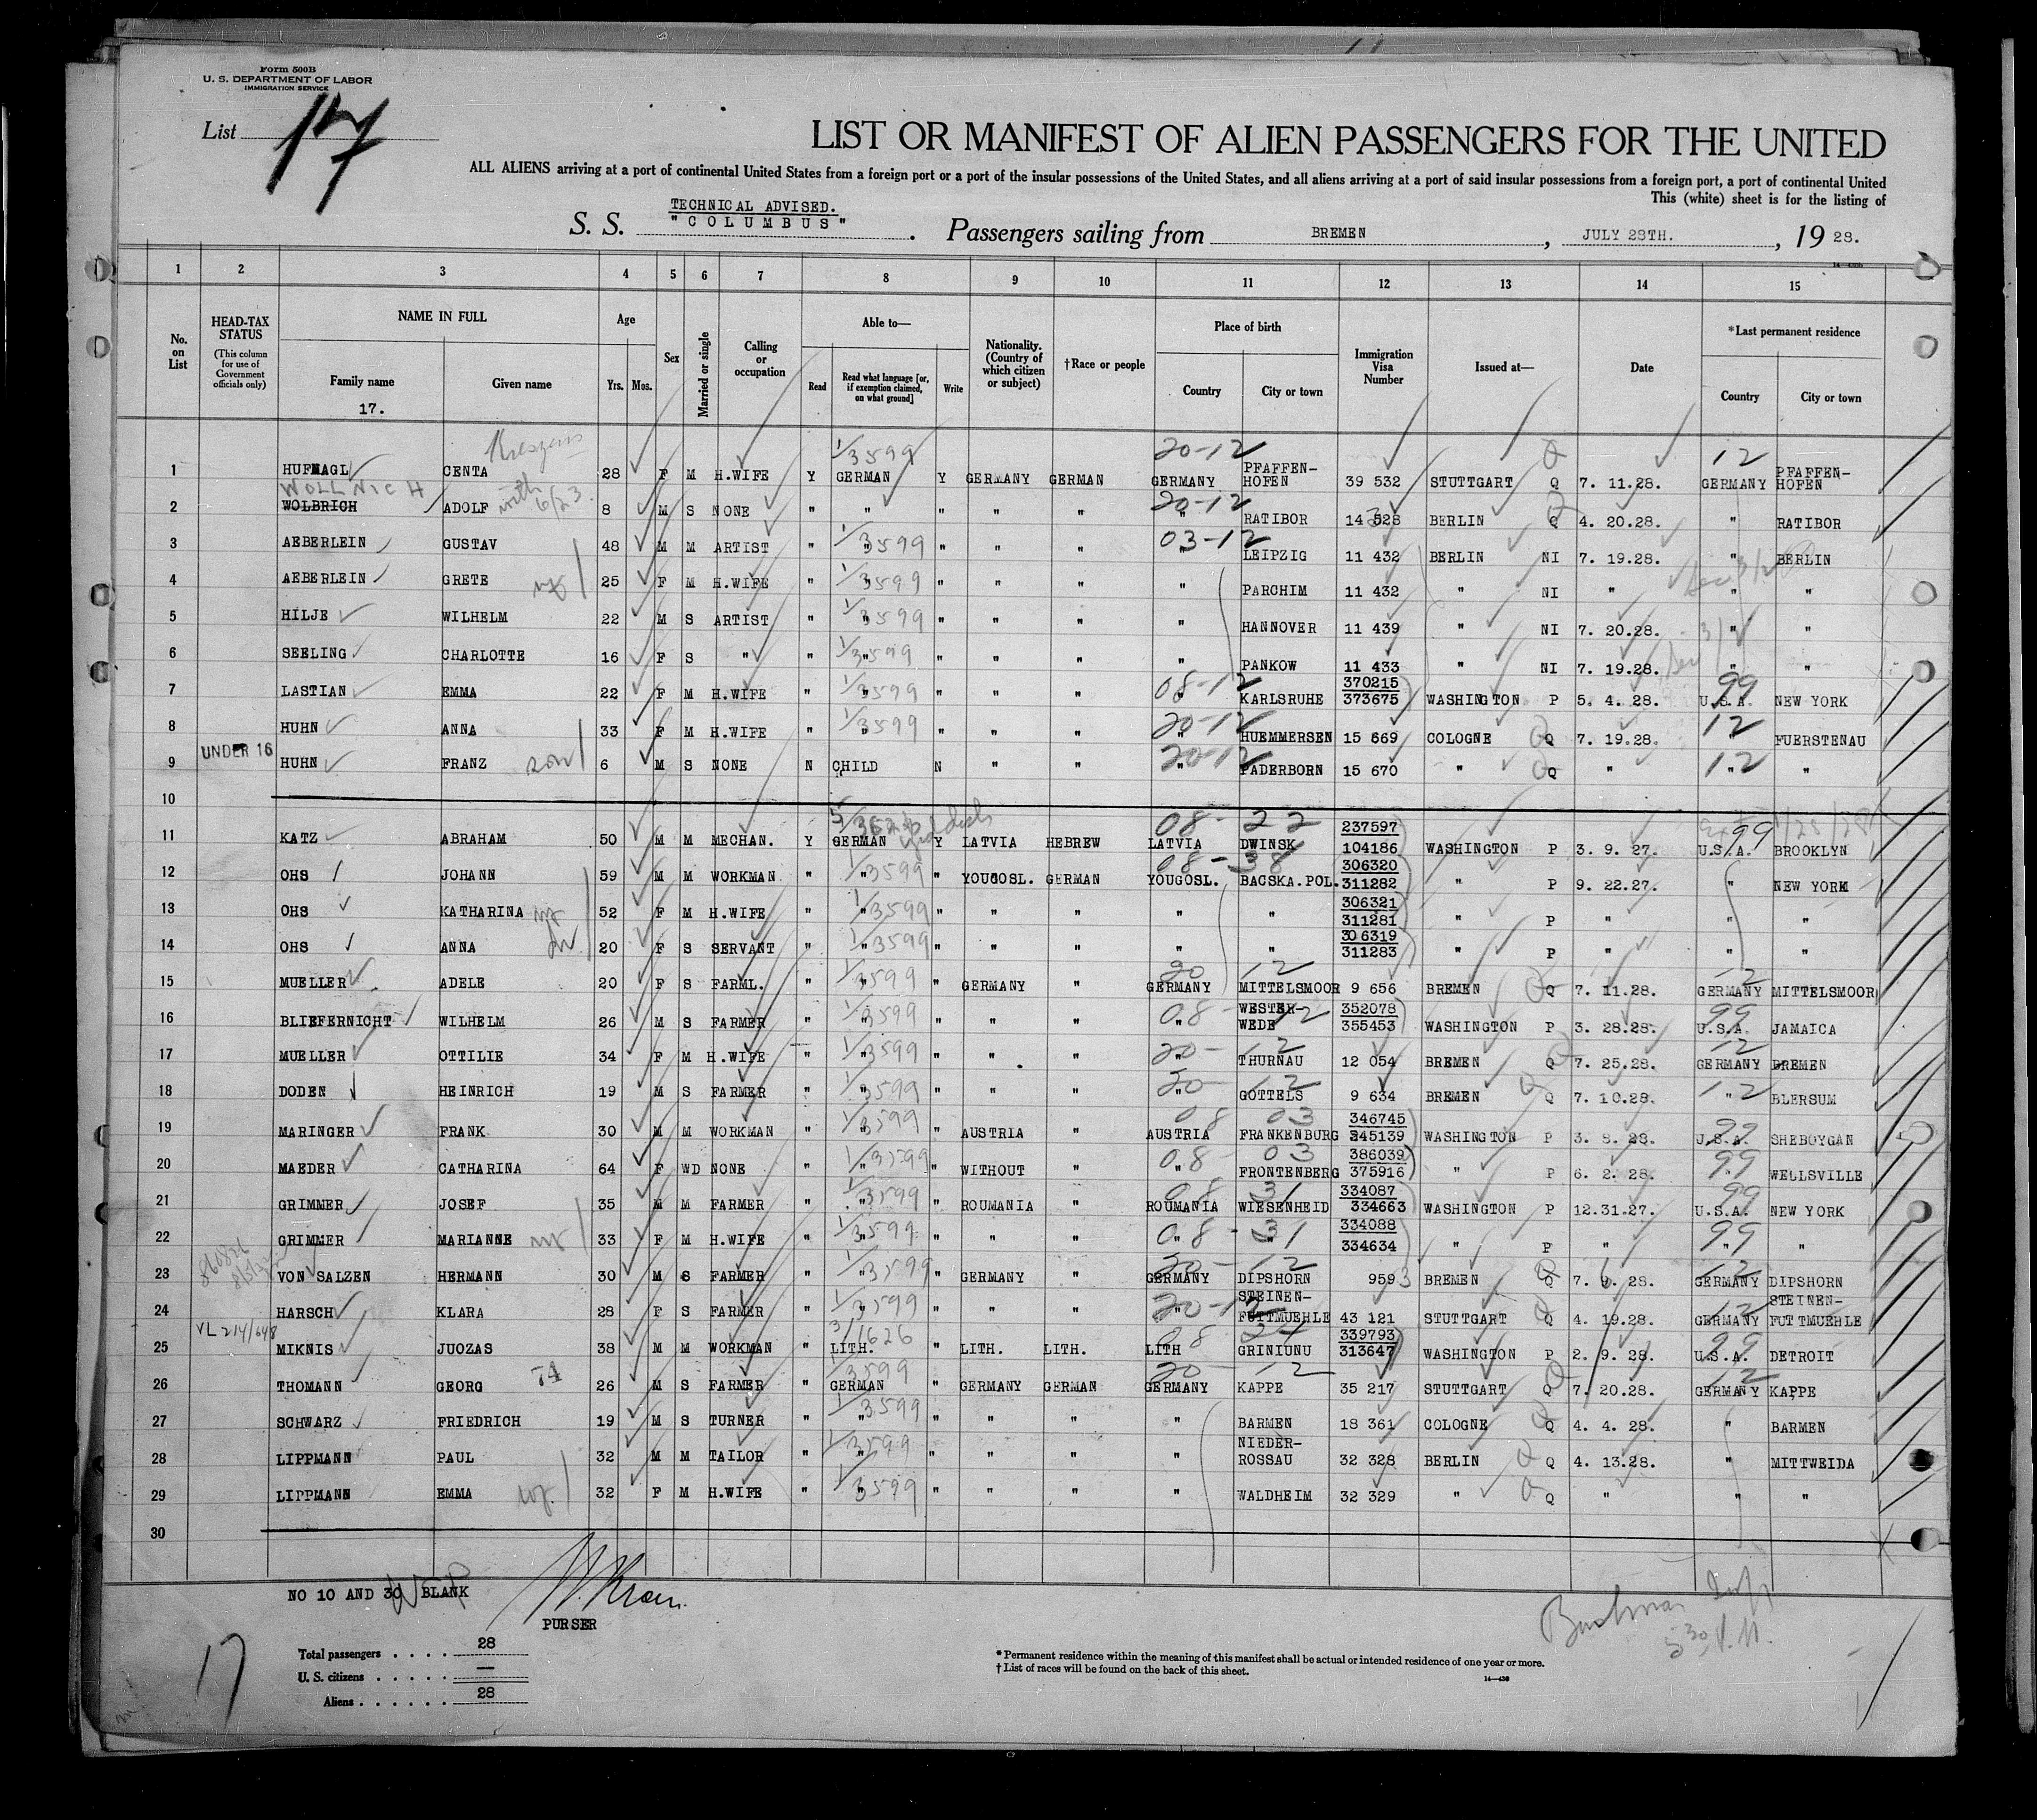 Form 500B
U. S. DEPARTMENT OF LABOR
IMMIGRATION SERVICE
List 17
LIST OR MANIFEST OF ALIEN PASSENGERS FOR THE UNITED
ALL ALIENS arriving at a port of continental United States from a foreign port or a port of the insular possessions of the United States, and all aliens arriving at a port of said insular possessions from a foreign port, a port of continental United
This (white) sheet is for the listing of
TECHNICAL ADVISED.
S. S. "COLUMBUS" . Passengers sailing from BREMEN , JULY 28TH. , 19 28.
1 2 3 4 5 6 7 8 9 10 11 12 13 14 15
No. on List
HEAD-TAX STATUS (This column for use of Government officials only)
NAME IN FULL
Family name
Given name
17.
Age
Yrs. Mos.
Sex
Married or single
Calling or occupation
Able to—
Read
Read what language [or, if exemption claimed, on what ground]
Write
Nationality. (Country of which citizen or subject)
†Race or people
Place of birth
Country
City or town
Immigration Visa Number
Issued at—
Date
*Last permanent residence
Country
City or town
1 HUFNAGL CENTA 28 F M H.WIFE Y GERMAN Y GERMANY GERMAN GERMANY PFAFFEN-HOFEN 39 532 STUTTGART Q 7. 11.28. GERMANY PFAFFEN-HOFEN
WOLLNICH
2 WOLBRICH ADOLF 8 M S NONE " " " " " " RATIBOR 14 528 BERLIN Q 4. 20.28. " RATIBOR
3 AEBERLEIN GUSTAV 48 M M ARTIST " " " " " " LEIPZIG 11 432 BERLIN NI 7. 19.28. " BERLIN
4 AEBERLEIN GRETE 25 F M H.WIFE " " " " " " PARCHIM 11 432 " NI " " "
5 HILJE WILHELM 22 M S ARTIST " " " " " " HANNOVER 11 439 " NI 7. 20.28. " "
6 SEELING CHARLOTTE 16 F S " " " " " " " PANKOW 11 433 " NI 7. 19.28. " "
7 LASTIAN EMMA 22 F M H.WIFE " " " " " " KARLSRUHE 370215 373675 WASHINGTON P 5. 4. 28. U.S.A. NEW YORK
8 HUHN ANNA 33 F M H.WIFE " " " " " " HUEMMERSEN 15 669 COLOGNE Q 7. 19.28. " FUERSTENAU
9 UNDER 16 HUHN FRANZ 6 M S NONE N CHILD N " " " PADERBORN 15 670 " Q " " "
10
11 KATZ ABRAHAM 50 M M MECHAN. Y GERMAN Y LATVIA HEBREW LATVIA DWINSK 237597 104186 WASHINGTON P 3. 9. 27. U.S.A. BROOKLYN
12 OHS JOHANN 59 M M WORKMAN " " " YOUGOSL. GERMAN YOUGOSL. BACSKA.POL. 306320 311282 " P 9. 22.27. " NEW YORK
13 OHS KATHARINA 52 F M H.WIFE " " " " " " " 306321 311281 " P " " "
14 OHS ANNA 20 F S SERVANT " " " " " " " 306319 311283 " P " " "
15 MUELLER ADELE 20 F S FARML. " " " GERMANY " GERMANY MITTELSMOOR 9 656 BREMEN Q 7. 11.28. GERMANY MITTELSMOOR
16 BLIEFERNICHT WILHELM 26 M S FARMER " " " " " " WESTER-WEDE 352078 355453 WASHINGTON P 3. 28.28. U.S.A. JAMAICA
17 MUELLER OTTILIE 34 F M H.WIFE " " " " " " THURNAU 12 054 BREMEN Q 7. 25.28. GERMANY BREMEN
18 DODEN HEINRICH 19 M S FARMER " " " " " " GOTTELS 9 634 BREMEN Q 7. 10.28. " BLERSUM
19 MARINGER FRANK 30 M M WORKMAN " " " AUSTRIA " AUSTRIA FRANKENBURG 346745 345139 WASHINGTON P 3. 8. 28. U.S.A. SHEBOYGAN
20 MAEDER CATHARINA 64 F WD NONE " " " WITHOUT " " FRONTENBERG 386039 375916 " P 6. 2. 28. " WELLSVILLE
21 GRIMMER JOSEF 35 M M FARMER " " " ROUMANIA " ROUMANIA WIESENHEID 334087 334663 WASHINGTON P 12.31.27. U.S.A. NEW YORK
22 GRIMMER MARIANNE 33 F M H.WIFE " " " " " " " 334088 334634 " P " " "
23 VON SALZEN HERMANN 30 M S FARMER " " " GERMANY " GERMANY DIPSHORN 9593 BREMEN Q 7. 6. 28. GERMANY DIPSHORN
24 HARSCH KLARA 28 F S FARMER " " " " " " STEINEN-FUTTMUEHLE 43 121 STUTTGART Q 4. 19.28. GERMANY STEINEN-FUTTMUEHLE
VL 214/648
25 MIKNIS JUOZAS 38 M M WORKMAN " LITH. " LITH. LITH. LITH GRINIUNU 339793 313647 WASHINGTON P 2. 9. 28. U.S.A. DETROIT
26 THOMANN GEORG 26 M S FARMER " GERMAN " GERMANY GERMAN GERMANY KAPPE 35 217 STUTTGART Q 7. 20.28. GERMANY KAPPE
27 SCHWARZ FRIEDRICH 19 M S TURNER " " " " " " BARMEN 18 361 COLOGNE Q 4. 4. 28. " BARMEN
28 LIPPMANN PAUL 32 M M TAILOR " " " " " " NIEDER-ROSSAU 32 328 BERLIN Q 4. 13.28. " MITTWEIDA
29 LIPPMANN EMMA 32 F M H.WIFE " " " " " " WALDHEIM 32 329 " Q " " "
30
NO 10 AND 30 BLANK
PURSER
Total passengers . . . . 28
U. S. citizens . . . . . —
Aliens . . . . . . 28
17
* Permanent residence within the meaning of this manifest shall be actual or intended residence of one year or more.
† List of races will be found on the back of this sheet.